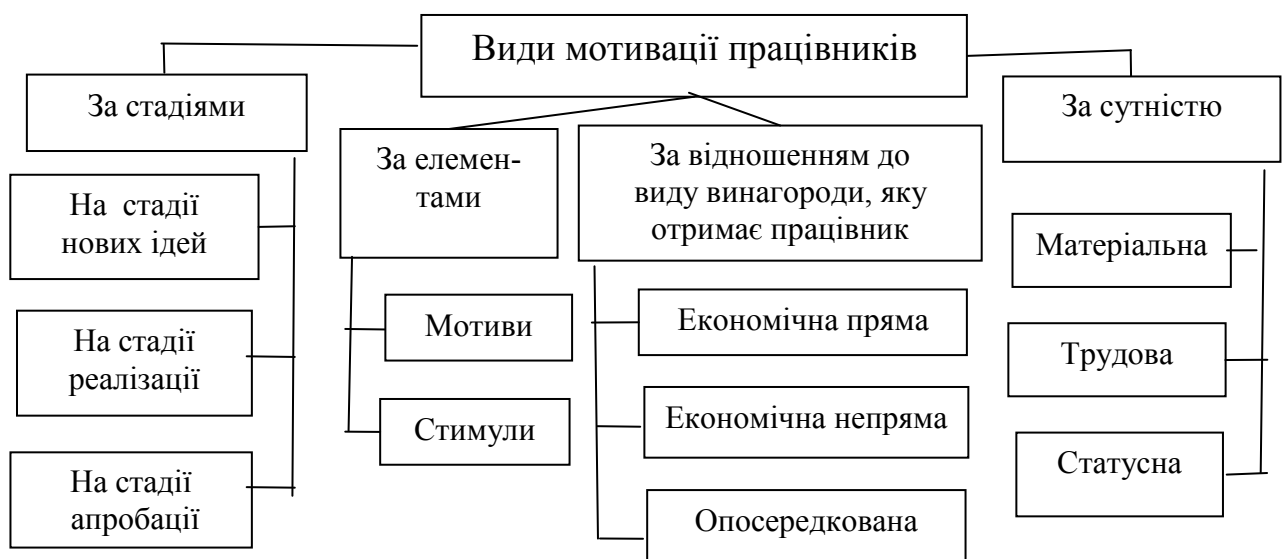 Види мотивації працівників
За стадіями
На стадії
нових ідей
На стадії
реалізації
На стадії
апробації
За елемен-
тами
Мотиви
Стимули
За відношенням до
виду винагороди, яку
отримає працівник
Економічна пряма
Економічна непряма
Опосередкована
За сутністю
Матеріальна
Трудова
Статусна